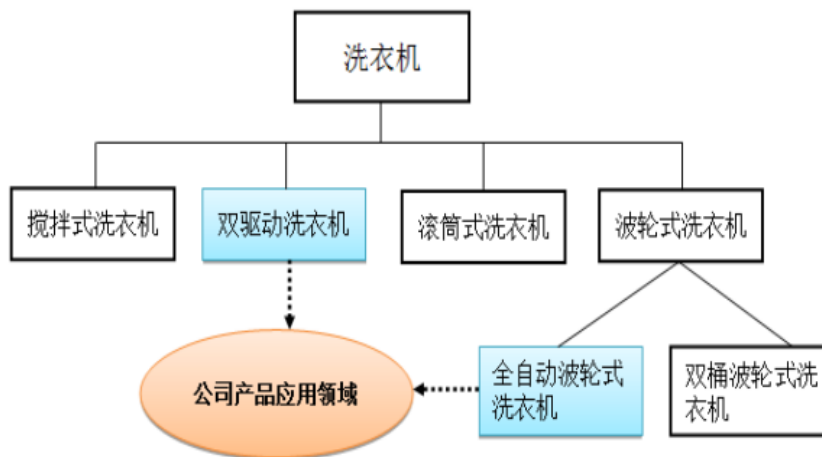 洗衣机
搅拌式洗衣机
双驱动洗衣机
滚筒式洗衣机
波轮式洗衣机
公司产品应用领域
全自动波轮式
洗衣机
双桶波轮式洗
衣机